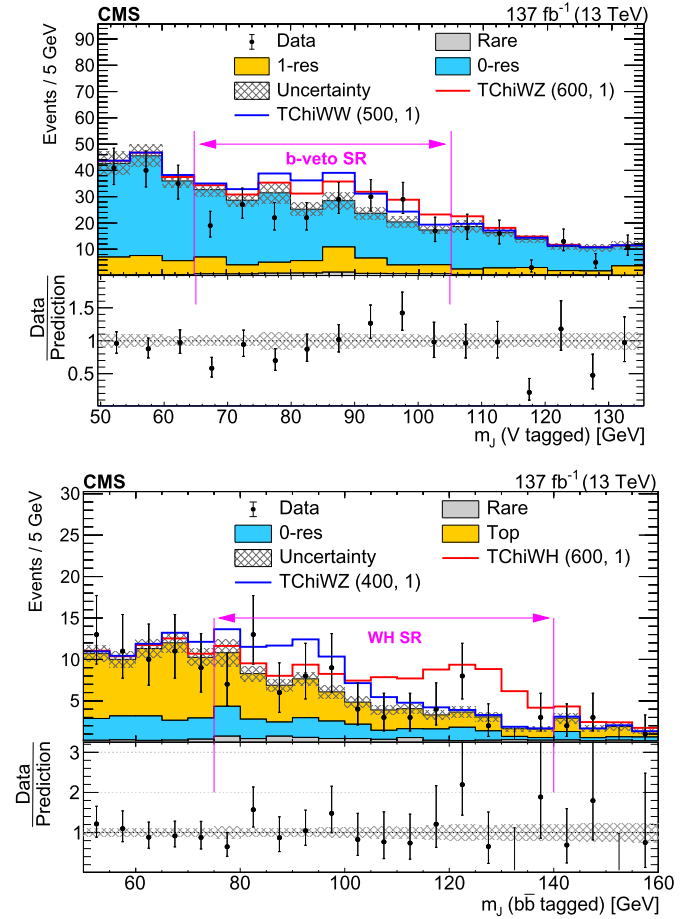 CMS 137 fb⁻¹ (13 TeV)
Events / 5 GeV
Data Rare
1-res 0-res
Uncertainty TChiWZ (600, 1)
TChiWW (500, 1)
b-veto SR
90
80
70
60
50
40
30
20
10
Data
Prediction
1.5
1
0.5
50 60 70 80 90 100 110 120 130
m_J (V tagged) [GeV]
CMS 137 fb⁻¹ (13 TeV)
Events / 5 GeV
Data Rare
0-res Top
Uncertainty TChiWH (600, 1)
TChiWZ (400, 1)
WH SR
30
25
20
15
10
5
Data
Prediction
3
2
1
60 80 100 120 140 160
m_J (bb̅ tagged) [GeV]